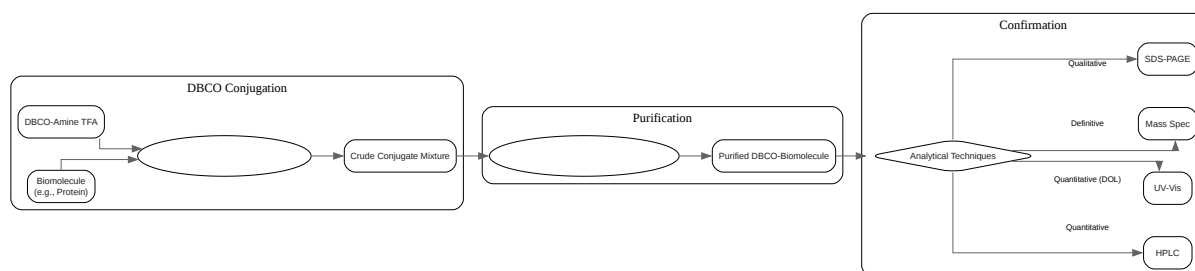 DBCO Conjugation
DBCO-Amine TFA
Biomolecule
(e.g., Protein)
Crude Conjugate Mixture
Purification
Purified DBCO-Biomolecule
Confirmation
Analytical Techniques
Qualitative
SDS-PAGE
Definitive
Mass Spec
Quantitative (DOL)
UV-Vis
Quantitative
HPLC